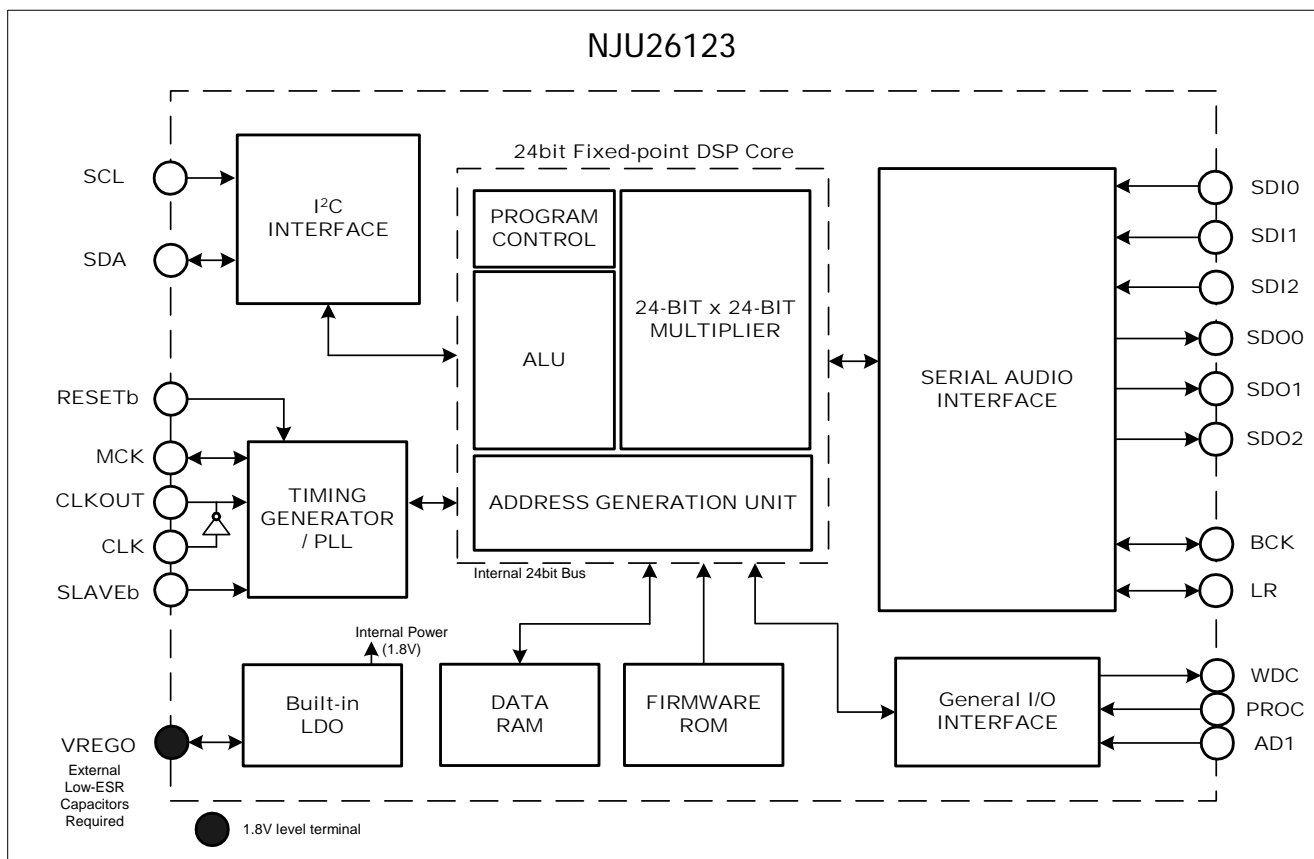 NJU26123
24bit Fixed-point DSP Core
SCL
SDA
I²C
INTERFACE
PROGRAM
CONTROL
24-BIT x 24-BIT
MULTIPLIER
ALU
ADDRESS GENERATION UNIT
Internal 24bit Bus
SERIAL AUDIO
INTERFACE
SDI0
SDI1
SDI2
SDO0
SDO1
SDO2
BCK
LR
RESETb
MCK
CLKOUT
CLK
SLAVEb
TIMING
GENERATOR
/ PLL
Internal Power
(1.8V)
Built-in
LDO
DATA
RAM
FIRMWARE
ROM
General I/O
INTERFACE
WDC
PROC
AD1
VREGO
External
Low-ESR
Capacitors
Required
1.8V level terminal